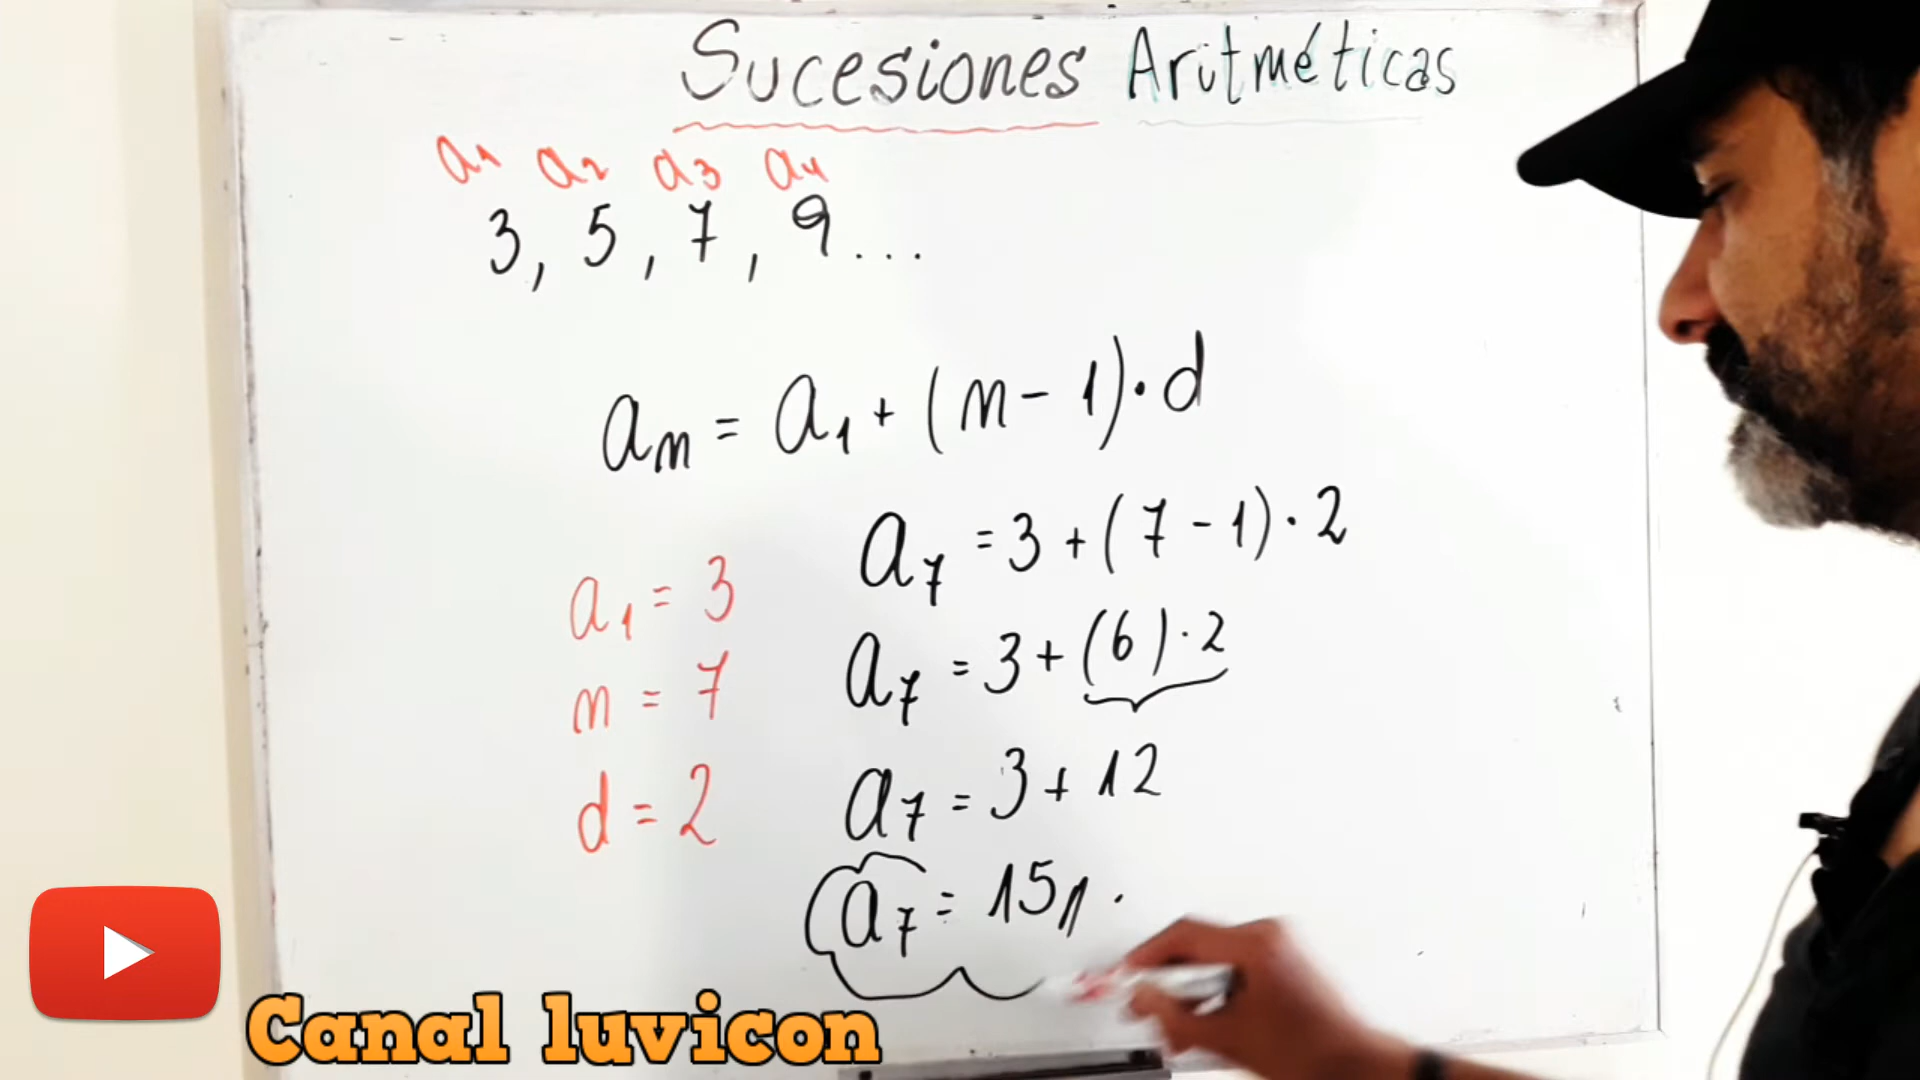 Sucesiones Aritméticas
a1 a2 a3 a4
3, 5, 7, 9...
an = a1 + (n - 1) · d
a7 = 3 + (7 - 1) · 2
a1 = 3
a7 = 3 + (6) · 2
n = 7
a7 = 3 + 12
d = 2
a7 = 15
Canal luvicon